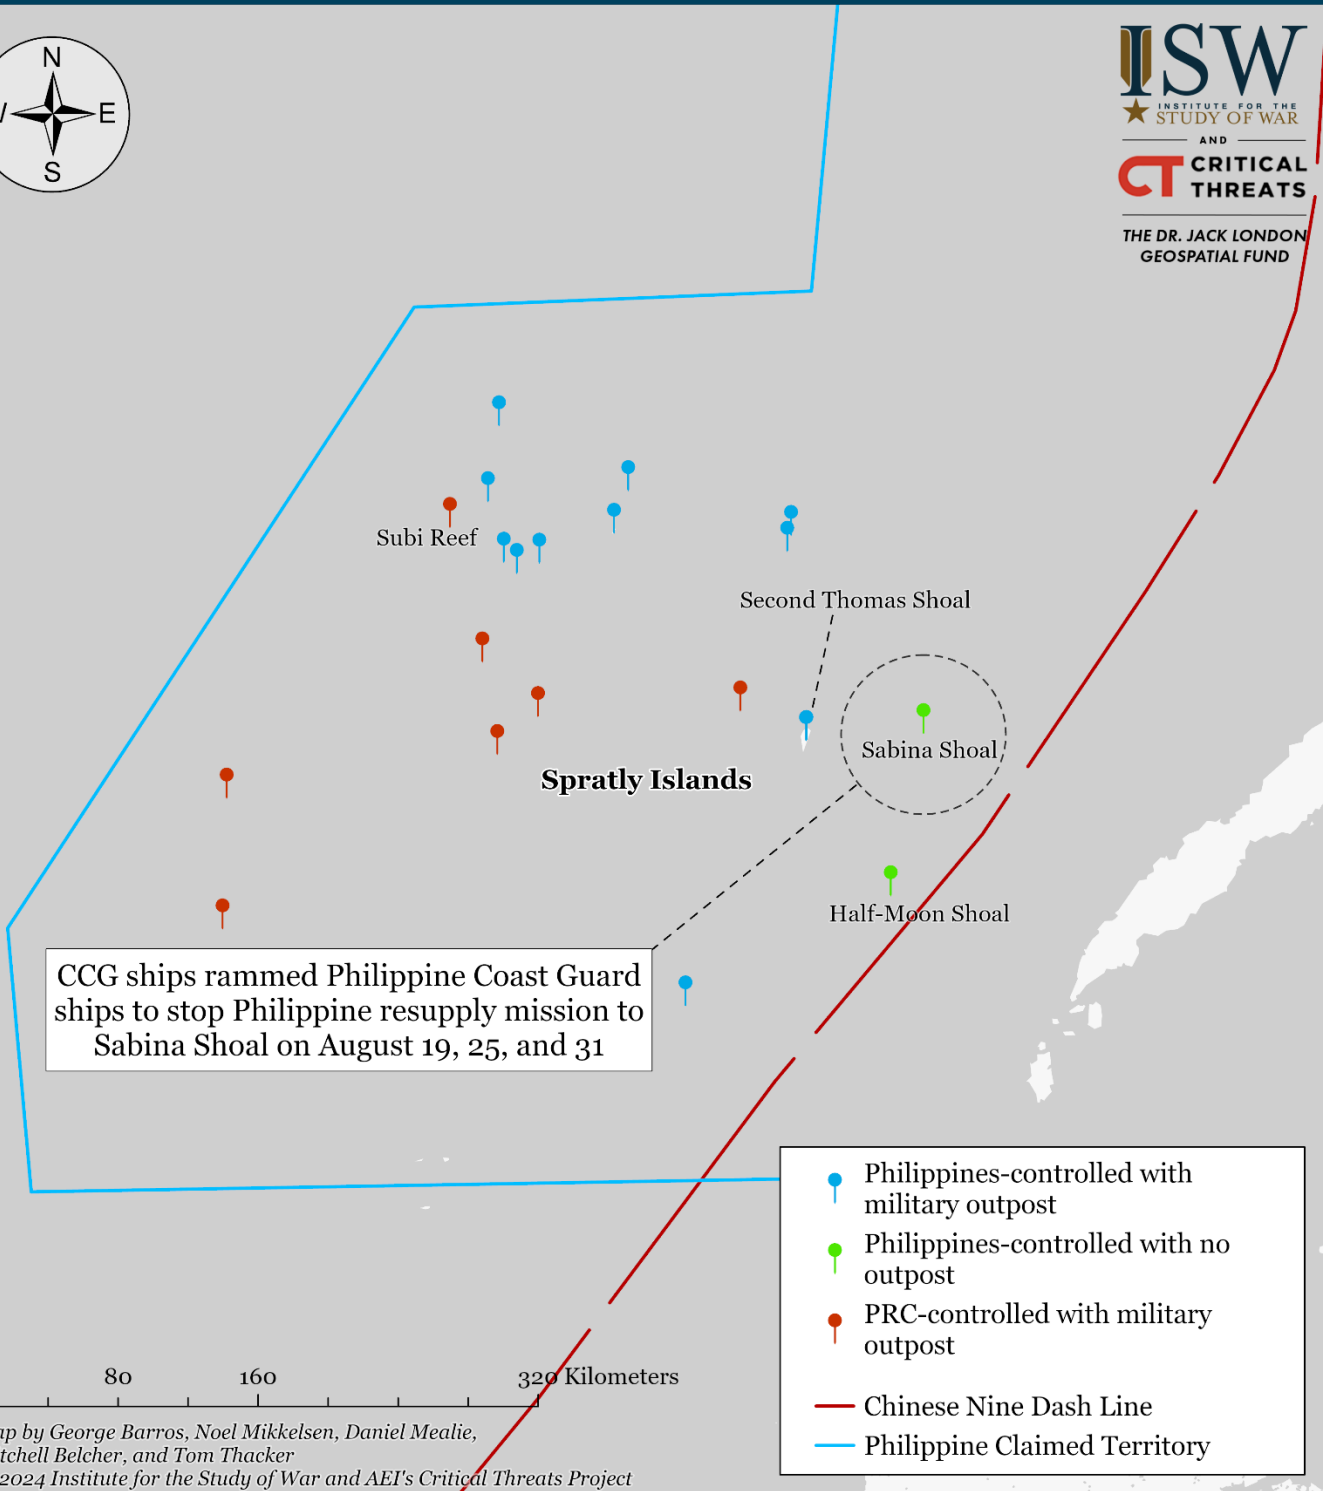 N
E
S
ISW
INSTITUTE FOR THE
STUDY OF WAR
AND
CT CRITICAL
THREATS
THE DR. JACK LONDON
GEOSPATIAL FUND
Subi Reef
Second Thomas Shoal
Sabina Shoal
Spratly Islands
Half-Moon Shoal
CCG ships rammed Philippine Coast Guard
ships to stop Philippine resupply mission to
Sabina Shoal on August 19, 25, and 31
Philippines-controlled with
military outpost
Philippines-controlled with no
outpost
PRC-controlled with military
outpost
Chinese Nine Dash Line
Philippine Claimed Territory
80 160 320 Kilometers
by George Barros, Noel Mikkelsen, Daniel Mealie,
Belcher, and Tom Thacker
2024 Institute for the Study of War and AEI's Critical Threats Project